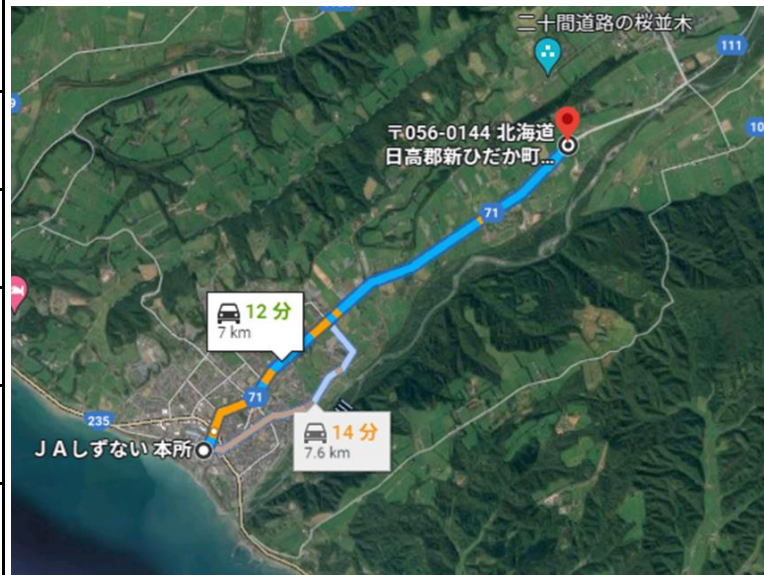 二十間道路の桜並木
111
9
〒056-0144 北海道
日高郡新ひだか町...
10
71
12 分
7 km
71
235
14 分
7.6 km
ＪＡしずない 本所